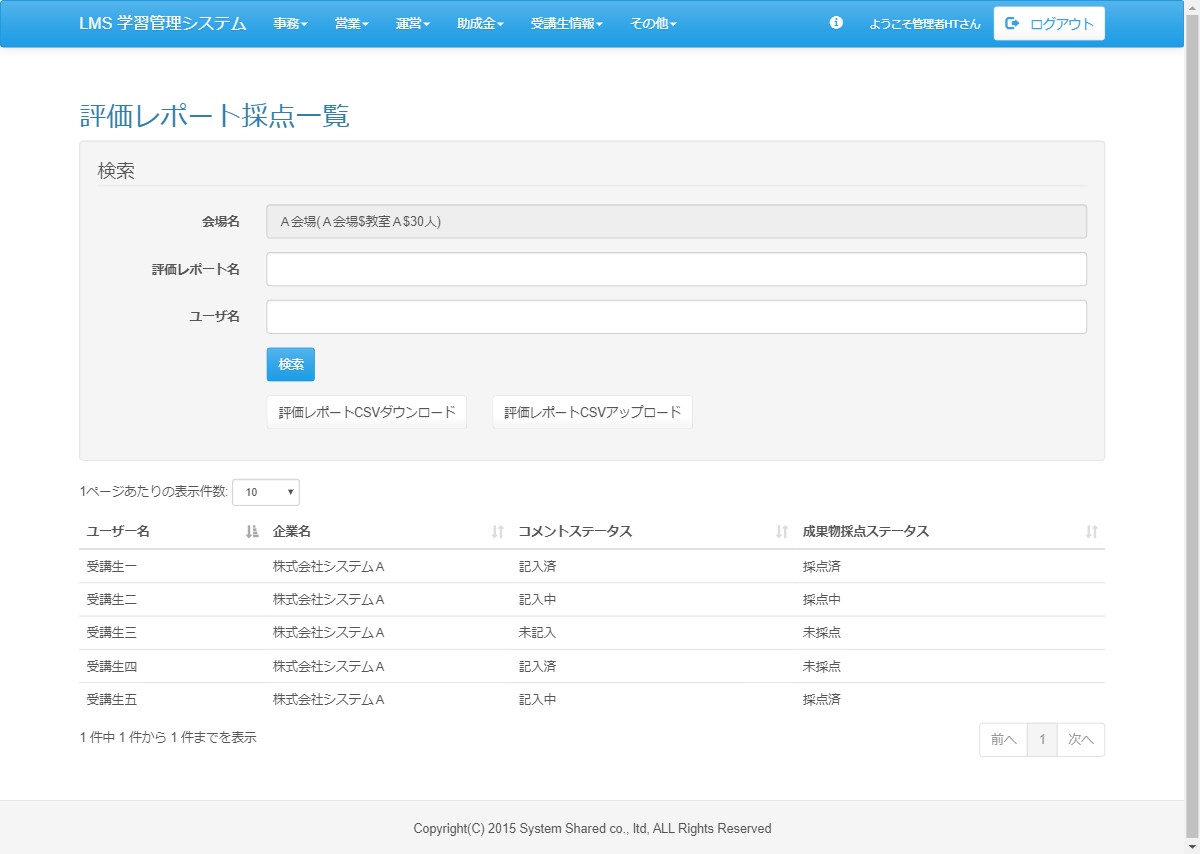 LMS 学習管理システム 事務 営業 運営 助成金 受講生情報 その他 ようこそ管理者HTさん ログアウト
評価レポート採点一覧
検索
会場名 Ａ会場(Ａ会場$教室Ａ$30人)
評価レポート名
ユーザ名
検索
評価レポートCSVダウンロード 評価レポートCSVアップロード
1ページあたりの表示件数: 10
ユーザー名 企業名 コメントステータス 成果物採点ステータス
受講生一 株式会社システムＡ 記入済 採点済
受講生二 株式会社システムＡ 記入中 採点中
受講生三 株式会社システムＡ 未記入 未採点
受講生四 株式会社システムＡ 記入済 未採点
受講生五 株式会社システムＡ 記入中 採点済
1 件中 1 件から 1 件までを表示 前へ 1 次へ
Copyright(C) 2015 System Shared co., ltd, ALL Rights Reserved